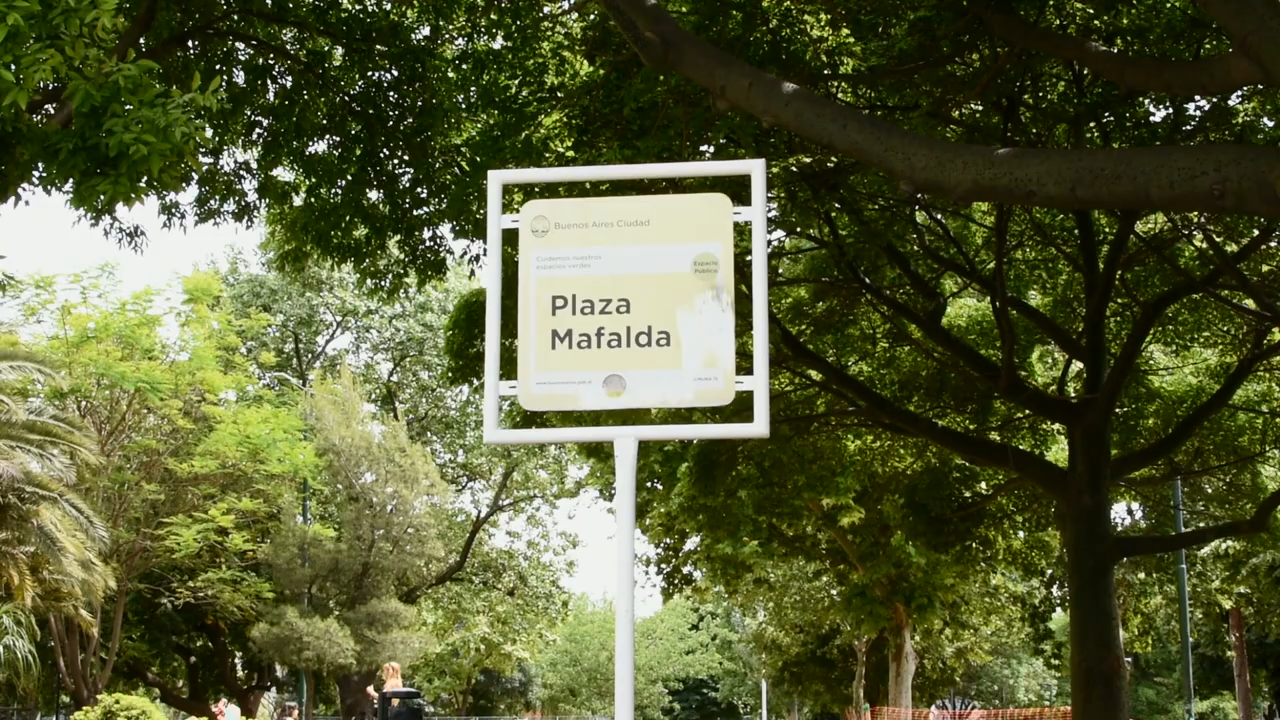 Buenos Aires Ciudad
Cuidemos nuestros
espacios verdes
Espacio
Público
Plaza
Mafalda